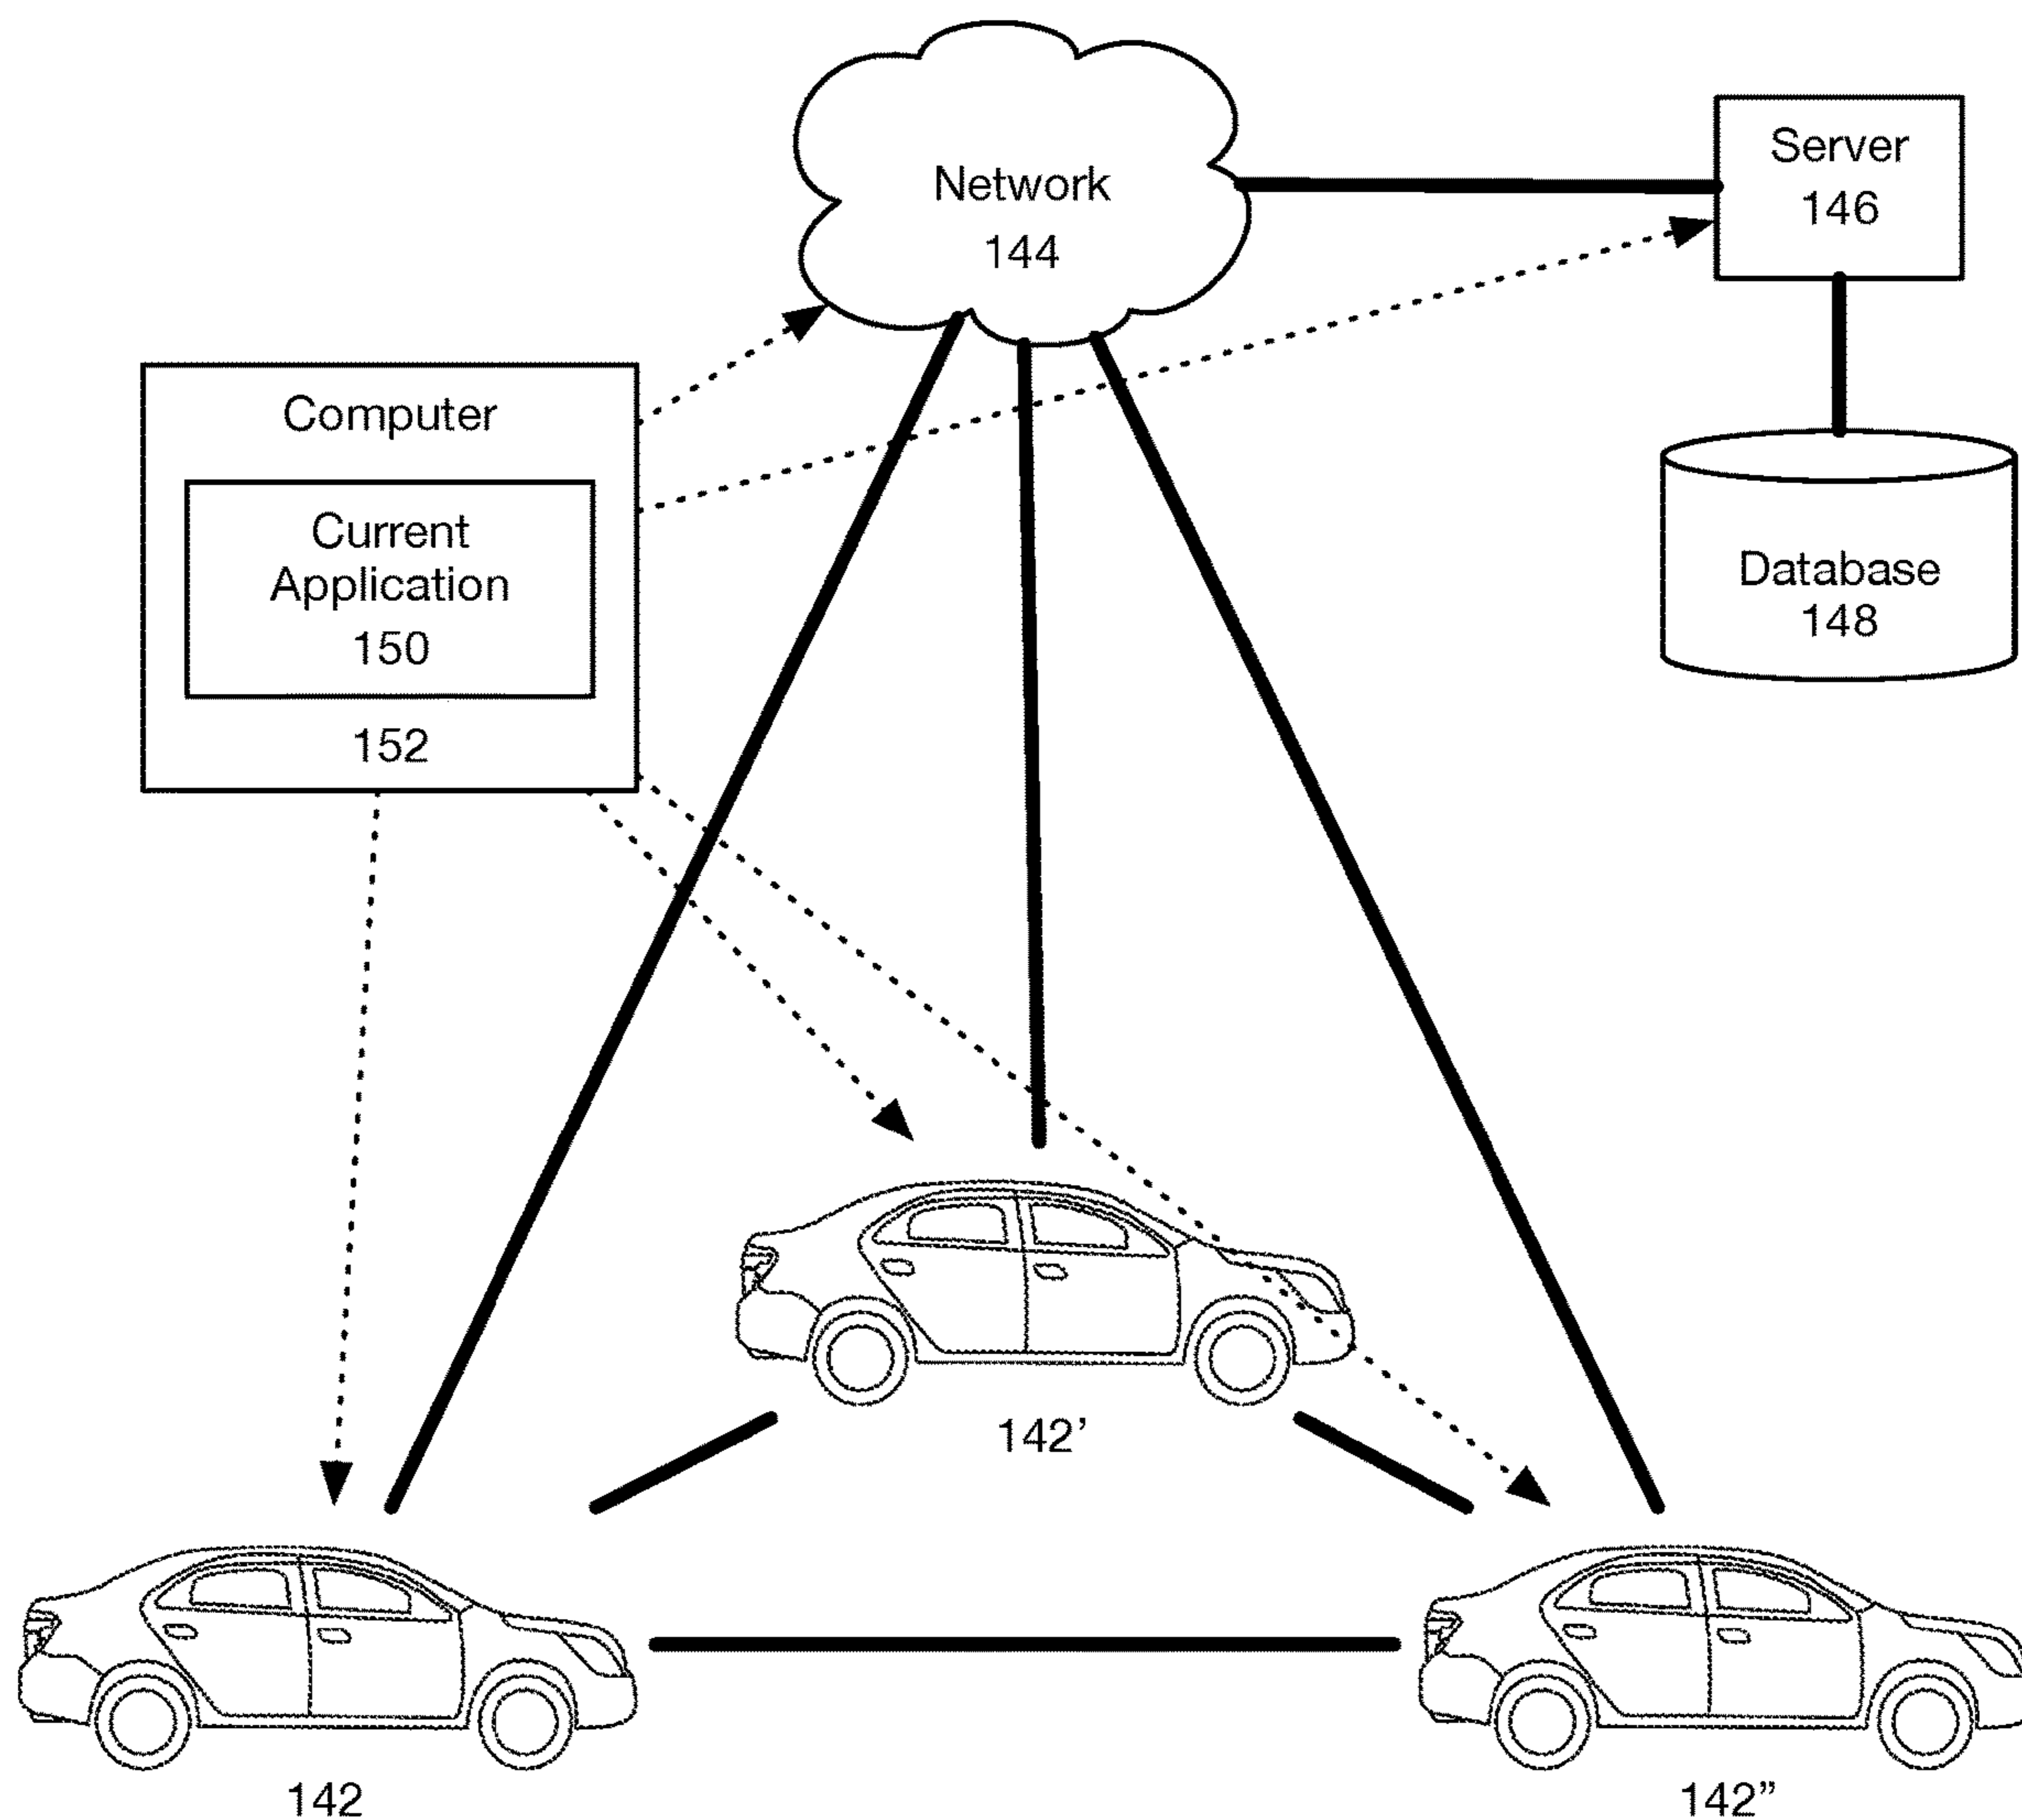 Network
144
Server
146
Computer
Current
Application
150
152
Database
148
142’
142
142”